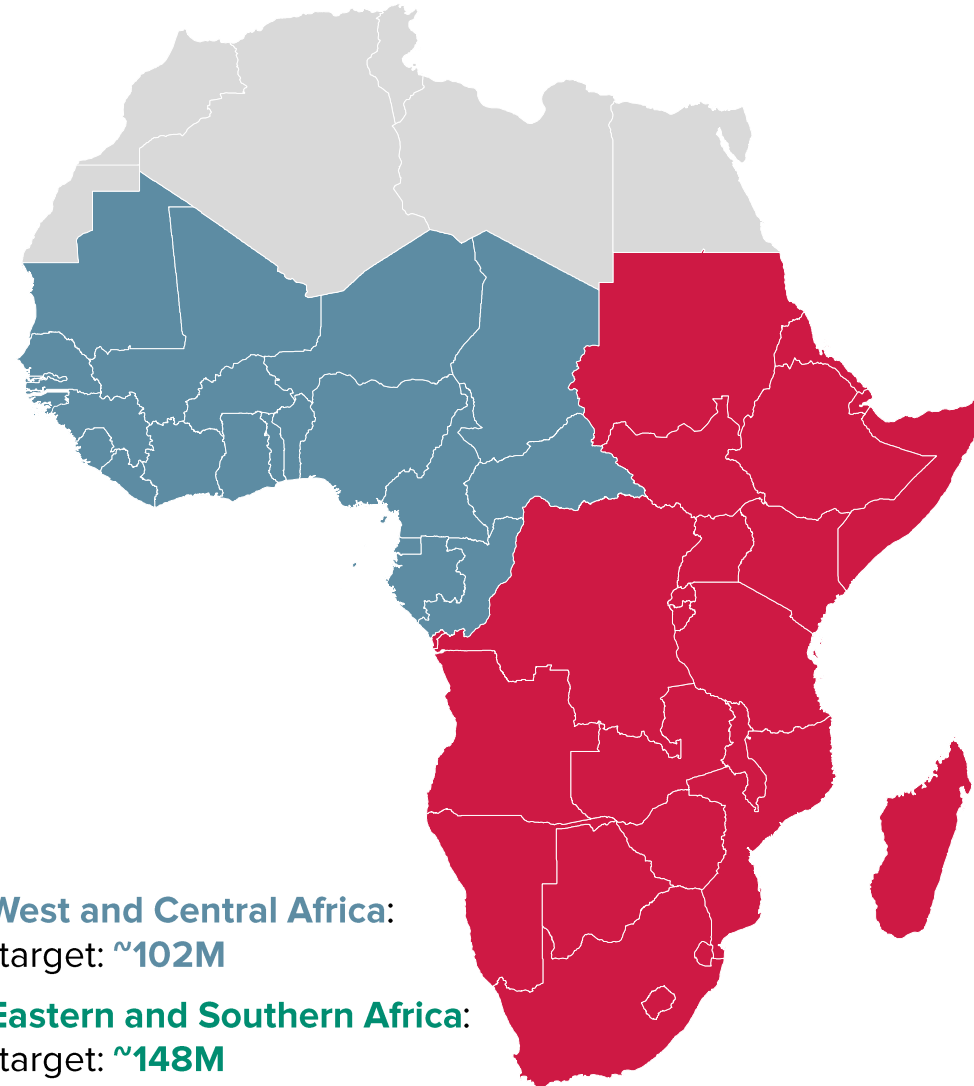 West and Central Africa:
target: ~102M
Eastern and Southern Africa:
target: ~148M